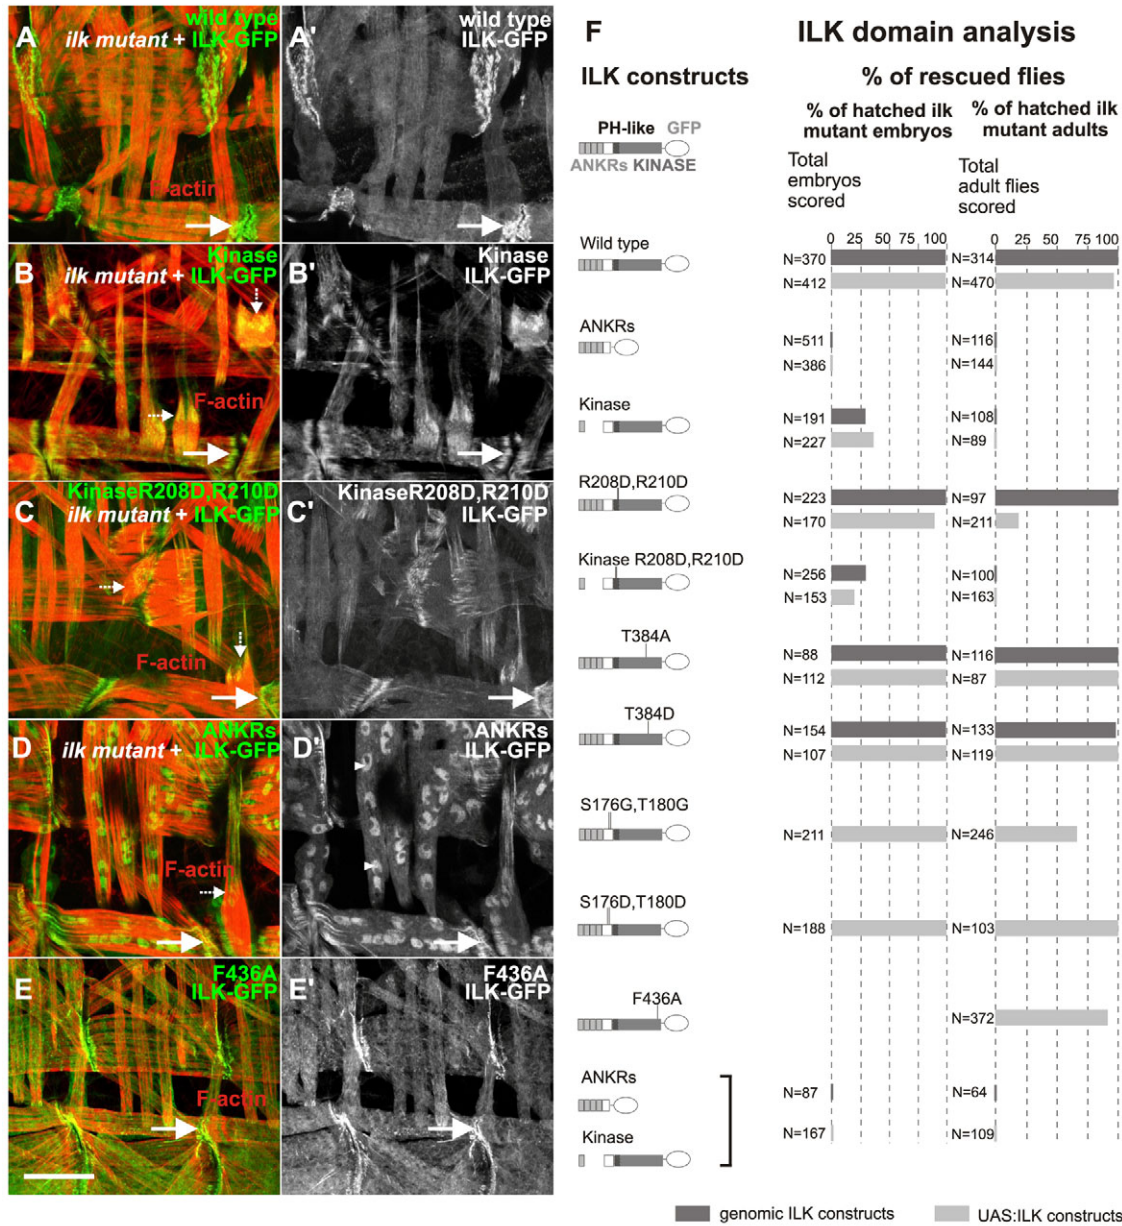 A
wild type
ilk mutant + ILK-GFP
F-actin
A'
wild type
ILK-GFP
B
Kinase
ilk mutant + ILK-GFP
F-actin
B'
Kinase
ILK-GFP
C
KinaseR208D,R210D
ilk mutant + ILK-GFP
F-actin
C'
KinaseR208D,R210D
ILK-GFP
D
ANKRs
ilk mutant + ILK-GFP
F-actin
D'
ANKRs
ILK-GFP
E
F436A
ILK-GFP
F-actin
E'
F436A
ILK-GFP
F
ILK domain analysis
ILK constructs
% of rescued flies
% of hatched ilk
mutant embryos
% of hatched ilk
mutant adults
PH-like GFP
ANKRs KINASE
Total
embryos
scored
Total
adult flies
scored
0 25 50 75 100
0 25 50 75 100
Wild type
N=370 N=314
N=412 N=470
ANKRs
N=511 N=116
N=386 N=144
Kinase
N=191 N=108
N=227 N=89
R208D,R210D
N=223 N=97
N=170 N=211
Kinase R208D,R210D
N=256 N=100
N=153 N=163
T384A
N=88 N=116
N=112 N=87
T384D
N=154 N=133
N=107 N=119
S176G,T180G
N=211 N=246
S176D,T180D
N=188 N=103
F436A
N=372
ANKRs
N=87 N=64
Kinase
N=167 N=109
genomic ILK constructs
UAS:ILK constructs